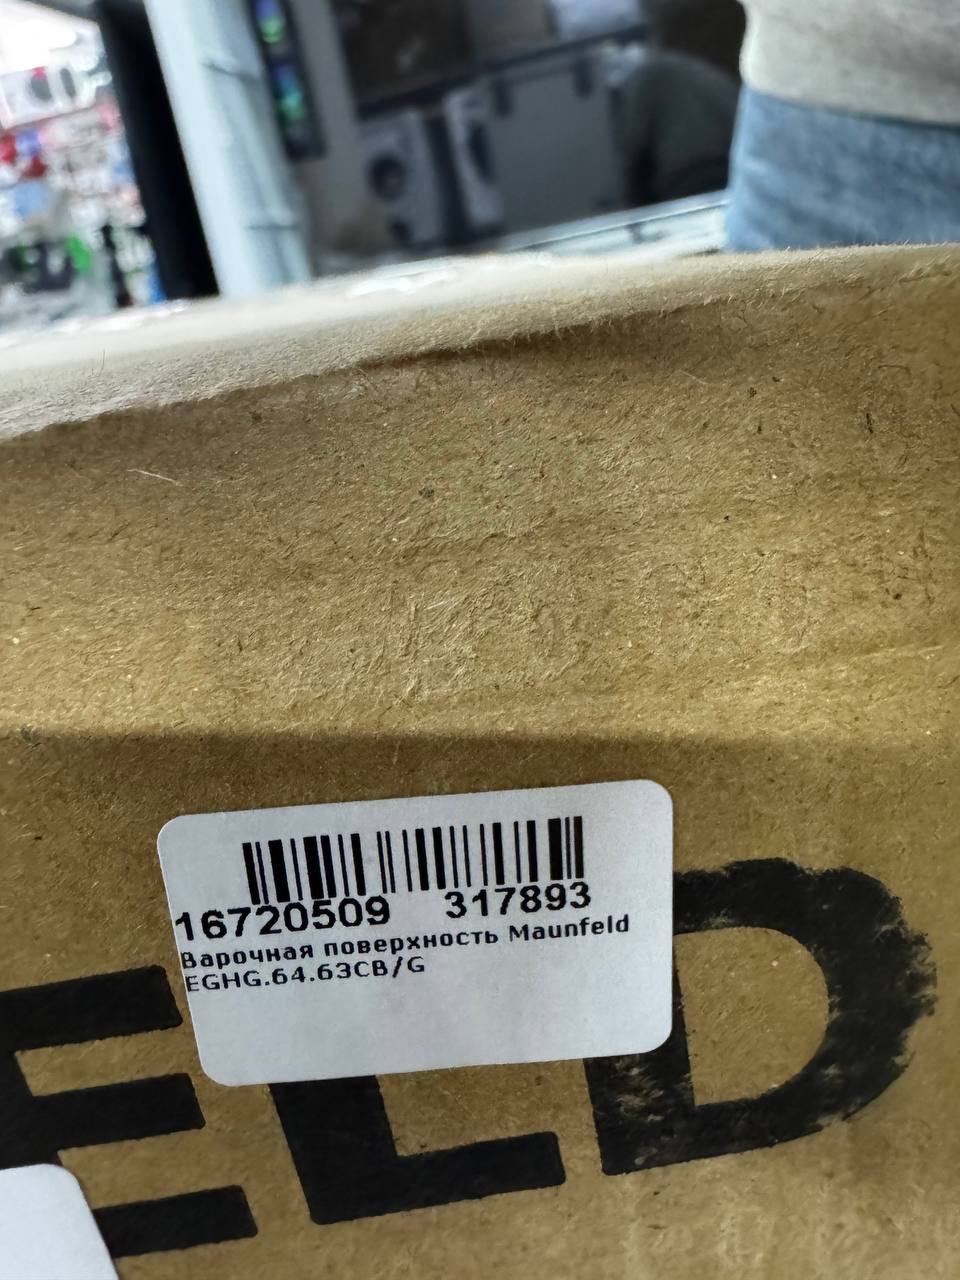 16720509 317893
Варочная поверхность Maunfeld
EGHG.64.63CB/G
ELD